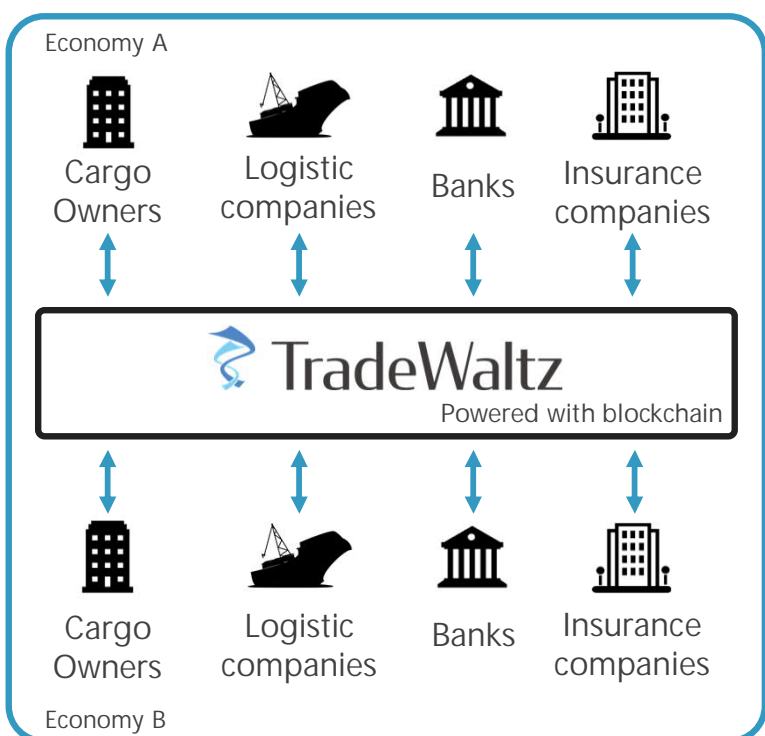 Economy A
Cargo
Owners
Logistic
companies
Banks
Insurance
companies
TradeWaltz
Powered with blockchain
Cargo
Owners
Logistic
companies
Banks
Insurance
companies
Economy B